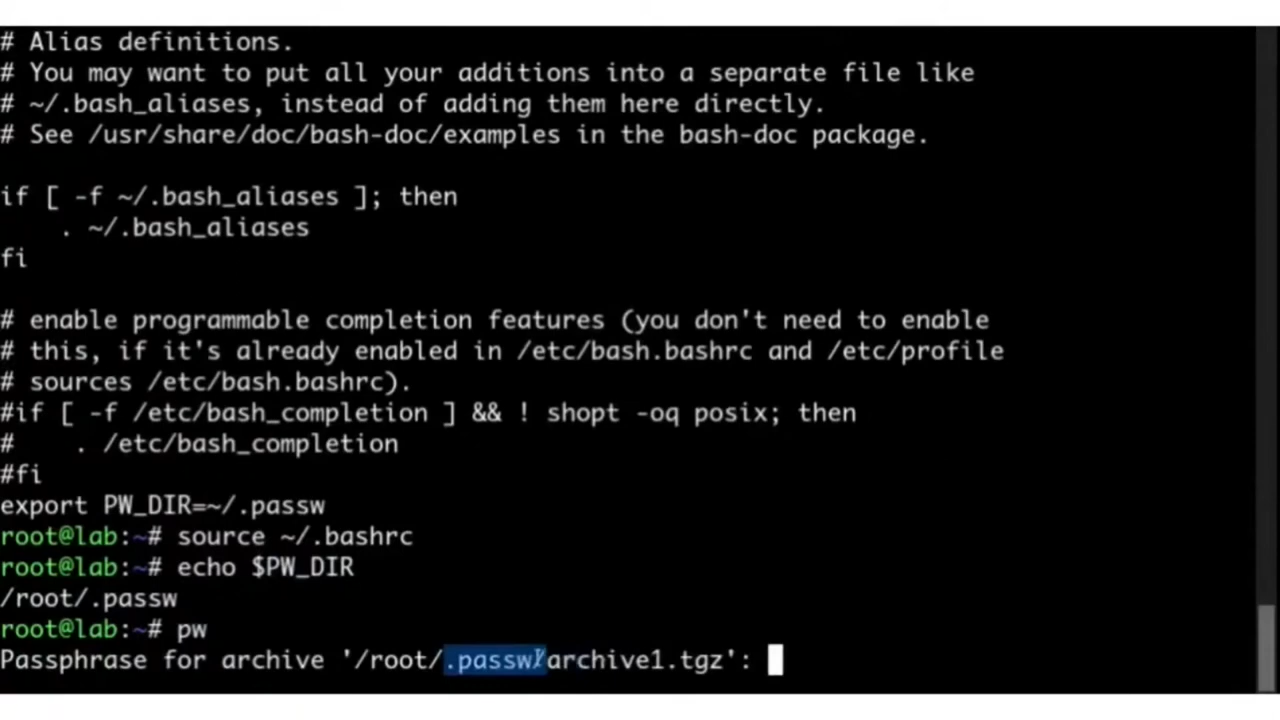 # Alias definitions.
# You may want to put all your additions into a separate file like
# ~/.bash_aliases, instead of adding them here directly.
# See /usr/share/doc/bash-doc/examples in the bash-doc package.
if [ -f ~/.bash_aliases ]; then
    . ~/.bash_aliases
fi
# enable programmable completion features (you don't need to enable
# this, if it's already enabled in /etc/bash.bashrc and /etc/profile
# sources /etc/bash.bashrc).
#if [ -f /etc/bash_completion ] && ! shopt -oq posix; then
#    . /etc/bash_completion
#fi
export PW_DIR=~/.passw
root@lab:~# source ~/.bashrc
root@lab:~# echo $PW_DIR
/root/.passw
root@lab:~# pw
Passphrase for archive '/root/.passw/archive1.tgz':